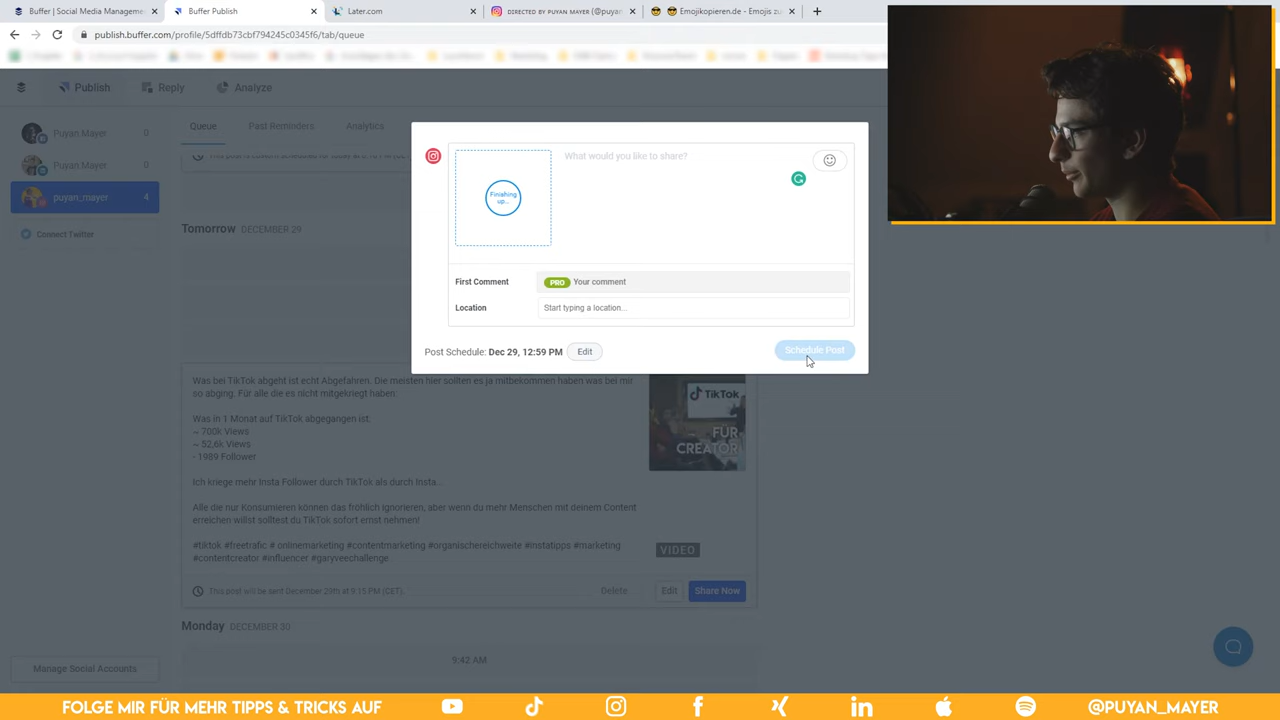 Buffer | Social Media Manageme
Buffer Publish
Later.com
DIRECTED BY PUYAN MAYER (@puyan
Emojikopieren.de - Emojis zu
publish.buffer.com/profile/5dffdb73cbf794245c0345f6/tab/queue
Publish
Reply
Analyze
Puyan Mayer 0
Puyan Mayer 0
puyan_mayer 4
Connect Twitter
Manage Social Accounts
Queue
Past Reminders
Analytics
Tomorrow DECEMBER 29
What would you like to share?
Finishing
up...
First Comment
PRO Your comment
Location
Start typing a location...
Post Schedule: Dec 29, 12:59 PM
Edit
Schedule Post
Was bei TikTok abgeht ist echt Abgefahren. Die meisten hier sollten es ja mitbekommen haben was bei mir
so abging. Für alle die es nicht mitgekriegt haben:
Was in 1 Monat auf TikTok abgegangen ist:
~ 700k Views
~ 52,6k Views
- 1989 Follower
Ich kriege mehr Insta Follower durch TikTok als durch Insta...
Alle die nur Konsumieren können das fröhlich Ignorieren, aber wenn du mehr Menschen mit deinem Content
erreichen willst solltest du TikTok sofort ernst nehmen!
#tiktok #freetrafic # onlinemarketing #contentmarketing #organischereichweite #instatipps #marketing
#contentcreator #influencer #garyveechallenge
TikTok
FÜR
CREATOR
VIDEO
This post will be sent December 29th at 9:15 PM (CET).
Delete
Edit
Share Now
Monday DECEMBER 30
9:42 AM
FOLGE MIR FÜR MEHR TIPPS & TRICKS AUF
@PUYAN_MAYER